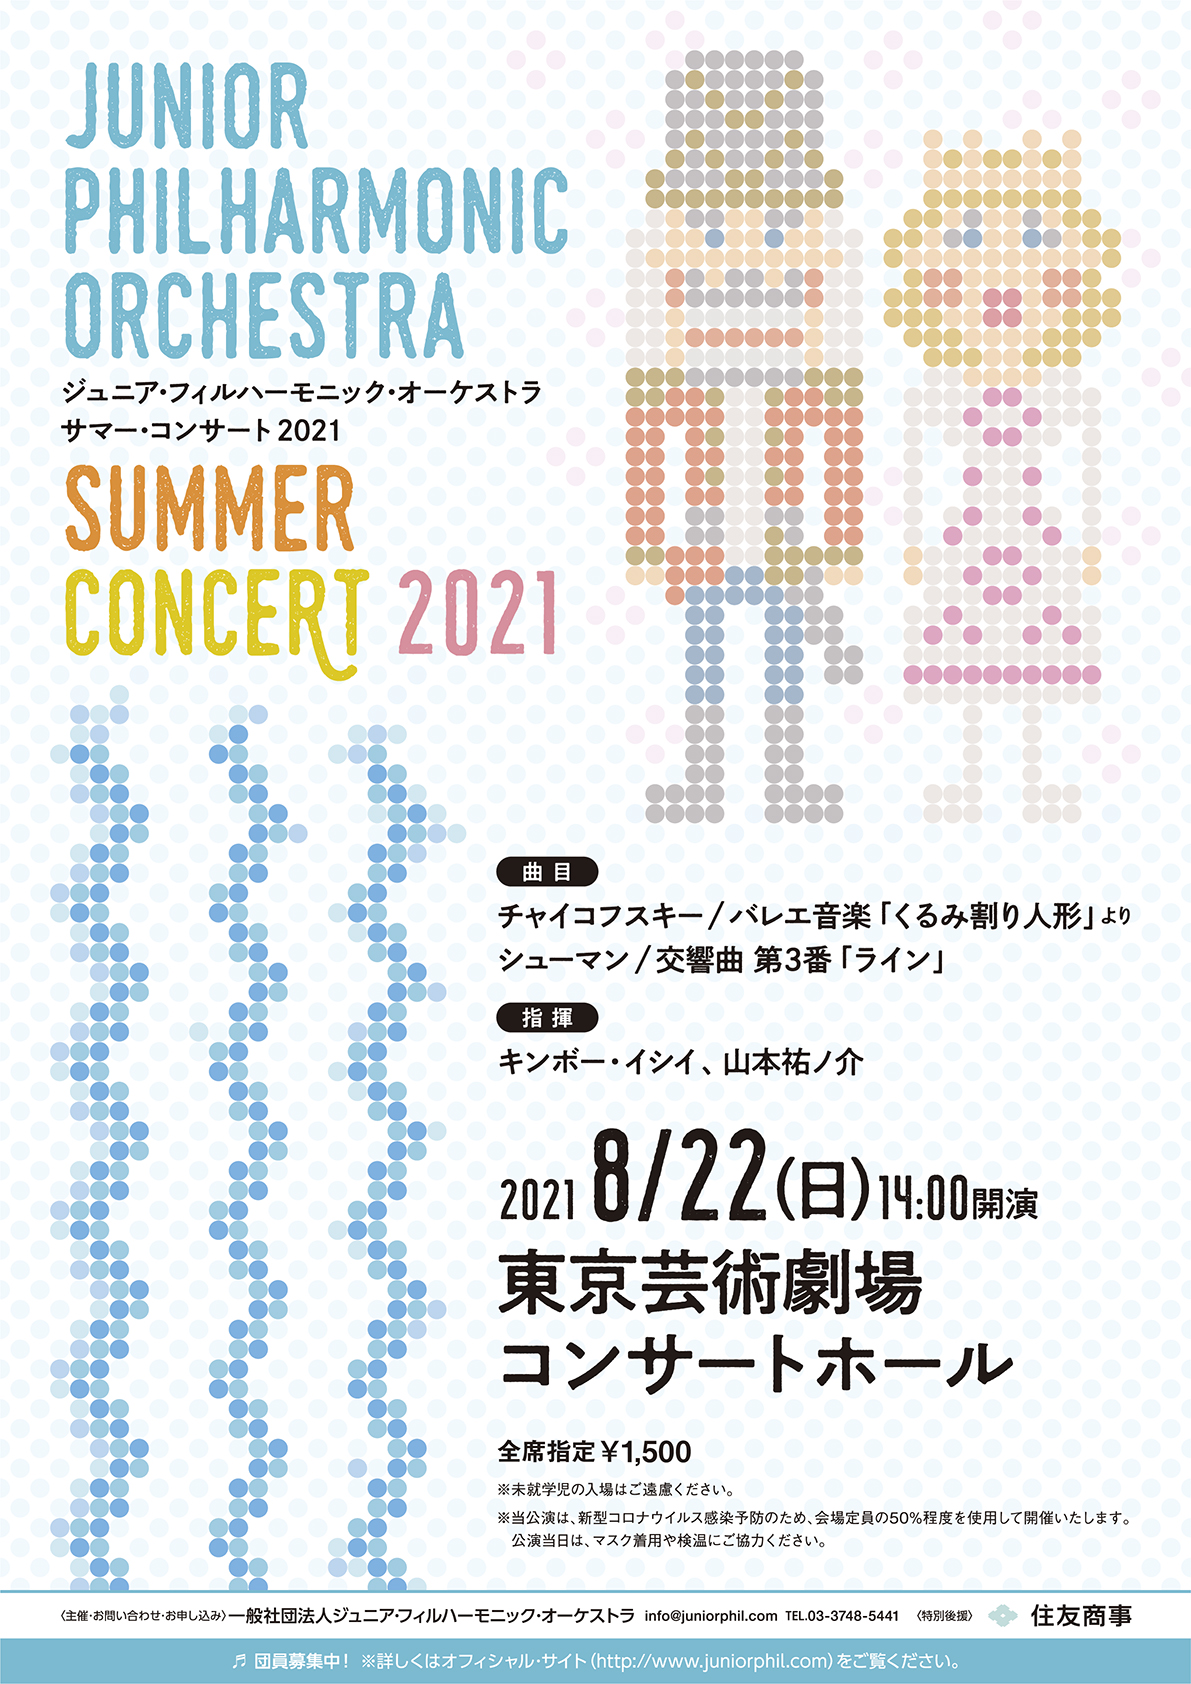 JUNIOR
PHILHARMONIC
ORCHESTRA
ジュニア・フィルハーモニック・オーケストラ
サマー・コンサート2021
SUMMER
CONCERT 2021
曲目
チャイコフスキー/バレエ音楽「くるみ割り人形」より
シューマン/交響曲 第3番「ライン」
指揮
キンボー・イシイ、山本祐ノ介
2021 8/22(日)14:00開演
東京芸術劇場
コンサートホール
全席指定¥1,500
※未就学児の入場はご遠慮ください。
※当公演は、新型コロナウイルス感染予防のため、会場定員の50%程度を使用して開催いたします。
公演当日は、マスク着用や検温にご協力ください。
〈主催・お問い合わせ・お申し込み〉一般社団法人ジュニア・フィルハーモニック・オーケストラ info@juniorphil.com TEL.03-3748-5441 〈特別後援〉 住友商事
♬ 団員募集中! ※詳しくはオフィシャル・サイト(http://www.juniorphil.com)をご覧ください。